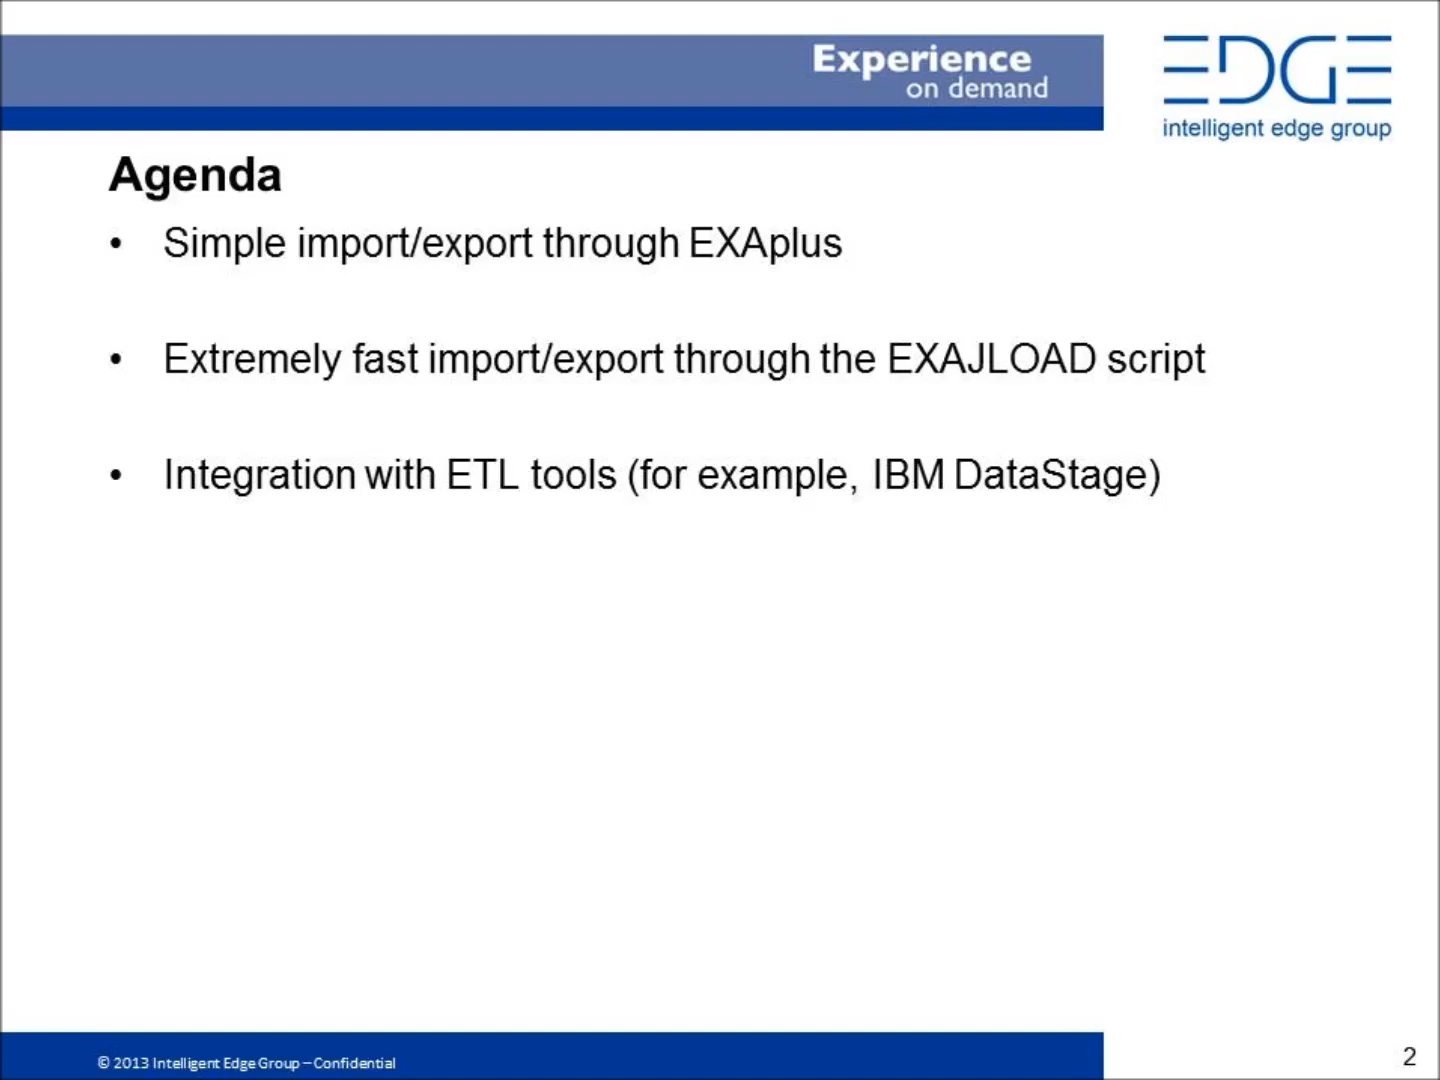 Experience
on demand
EDGE
intelligent edge group
Agenda
• Simple import/export through EXAplus
• Extremely fast import/export through the EXAJLOAD script
• Integration with ETL tools (for example, IBM DataStage)
© 2013 Intelligent Edge Group – Confidential
2